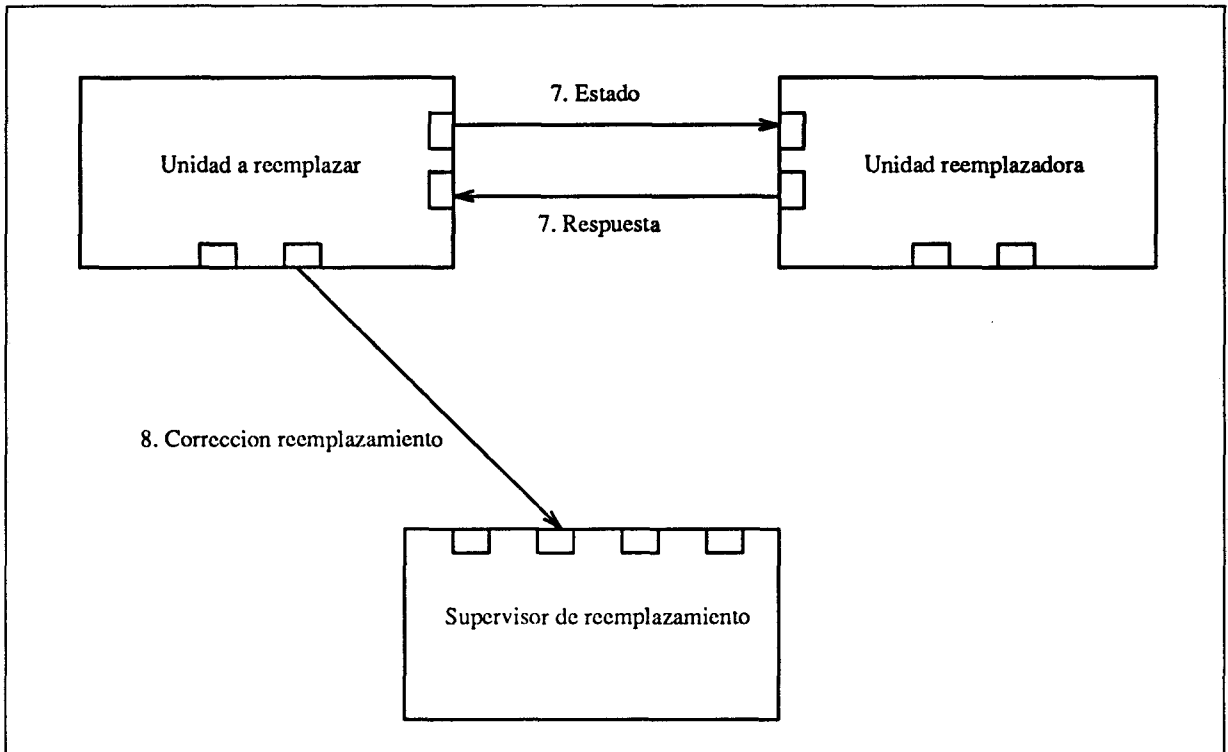 7. Estado
Unidad a reemplazar
Unidad reemplazadora
7. Respuesta
8. Correccion reemplazamiento
Supervisor de reemplazamiento